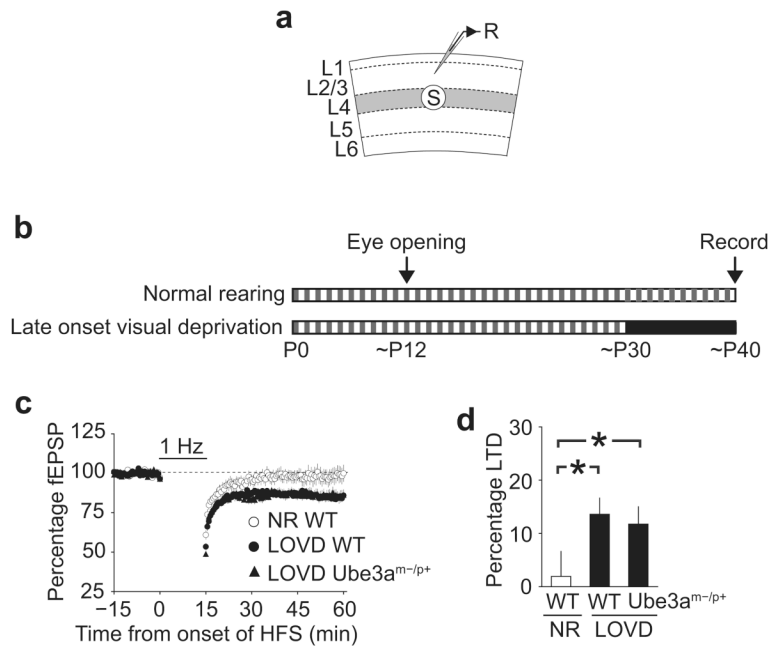 a
R
L1
L2/3
L4
L5
L6
S
b
Eye opening
Record
Normal rearing
Late onset visual deprivation
P0
~P12
~P30
~P40
c
Percentage fEPSP
125
100
75
50
25
1 Hz
NR WT
LOVD WT
LOVD Ube3a^m−/p+
−15 0 15 30 45 60
Time from onset of HFS (min)
d
Percentage LTD
30
20
10
0
*
*
WT WT Ube3a^m−/p+
NR LOVD